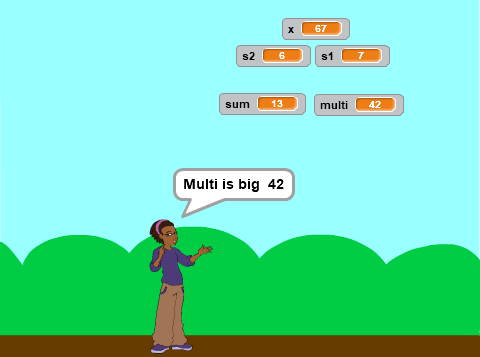 x 67
s2 6 s1 7
sum 13 multi 42
Multi is big 42